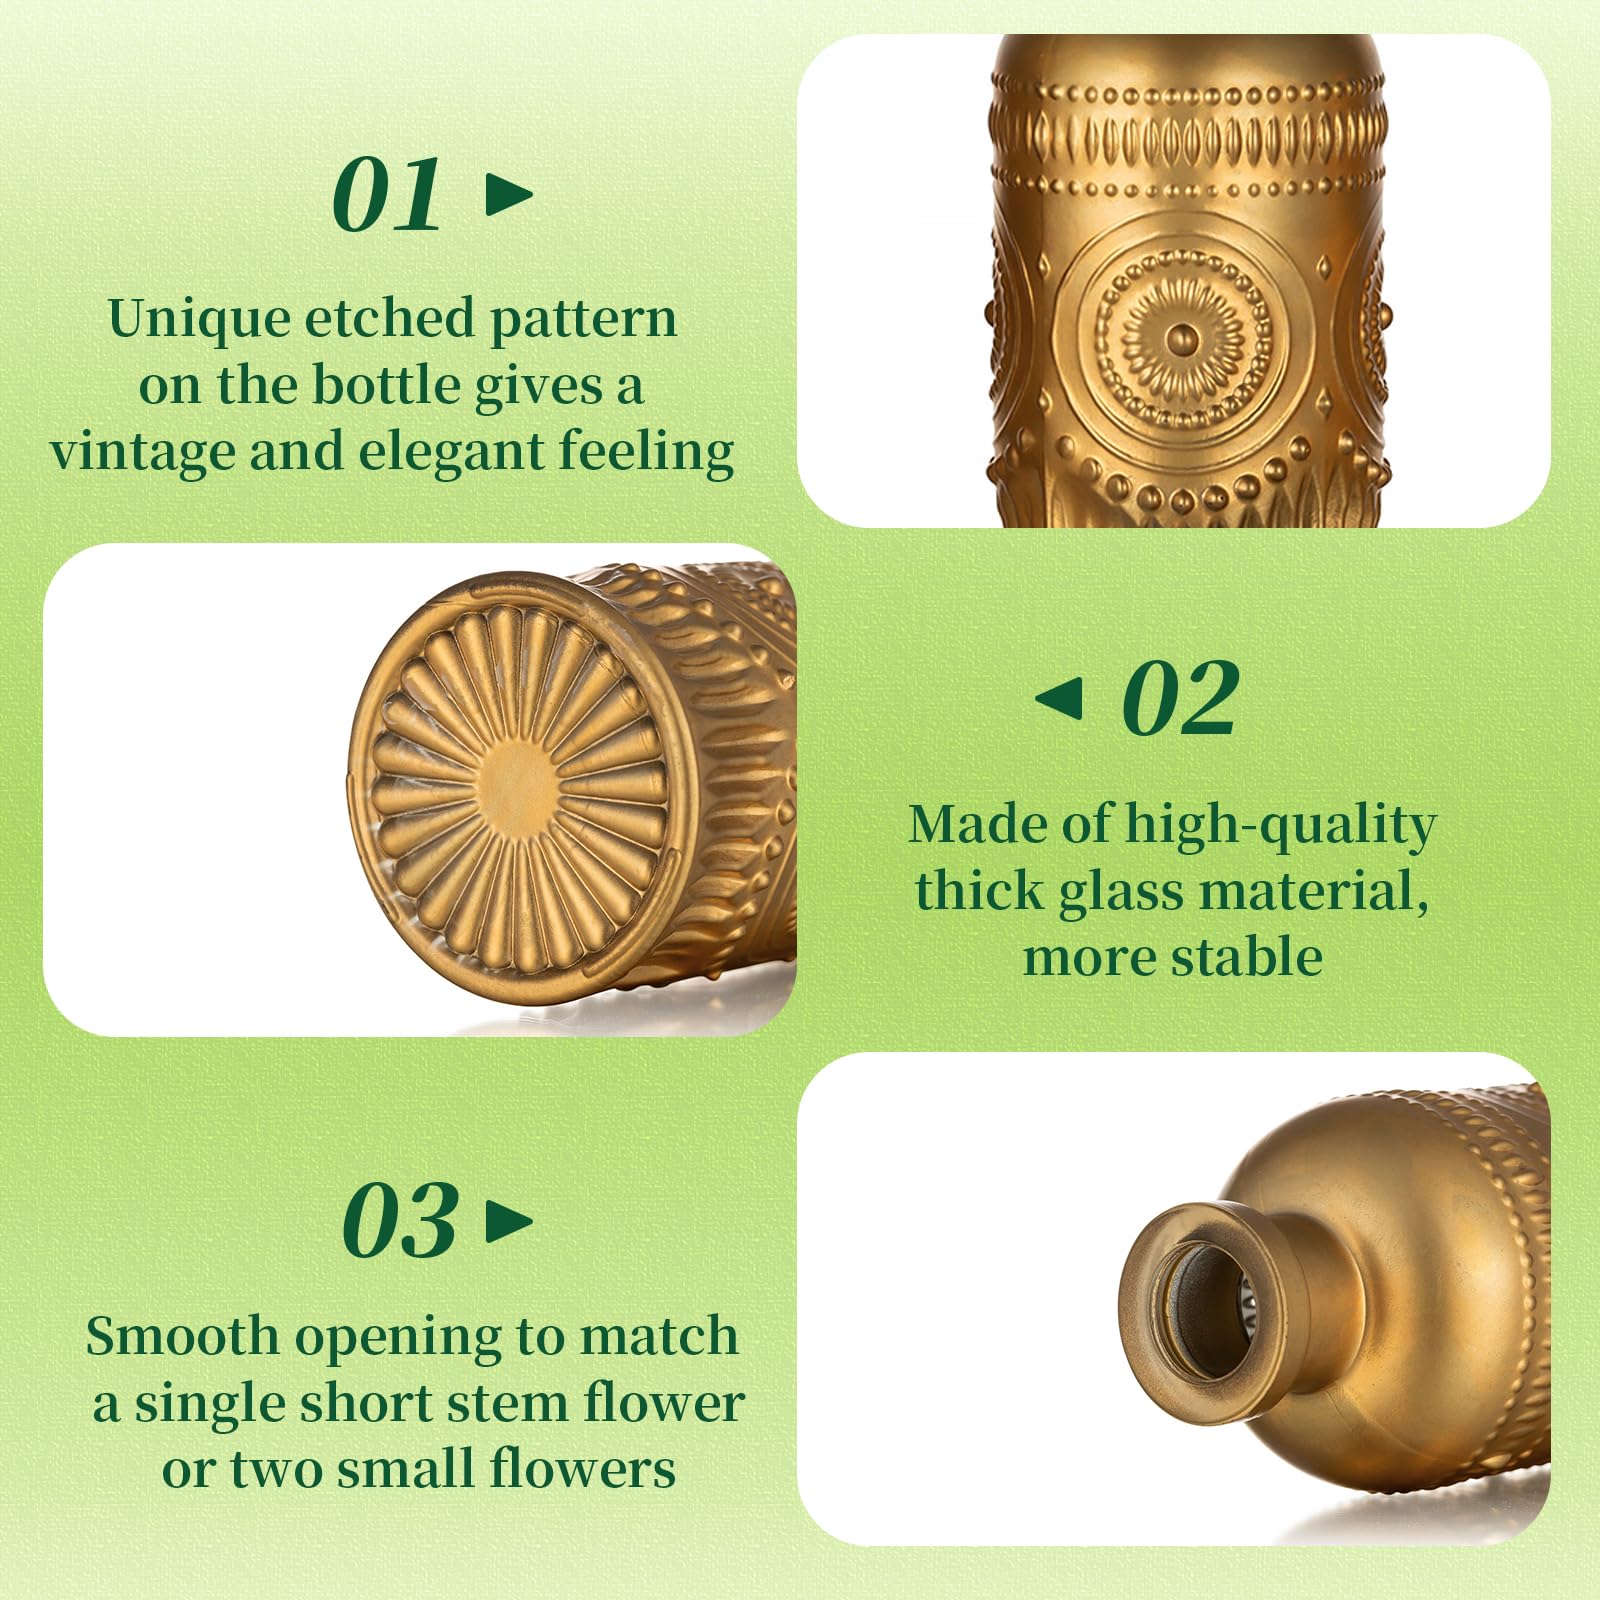 01
Unique etched pattern
on the bottle gives a
vintage and elegant feeling
02
Made of high-quality
thick glass material,
more stable
03
Smooth opening to match
a single short stem flower
or two small flowers